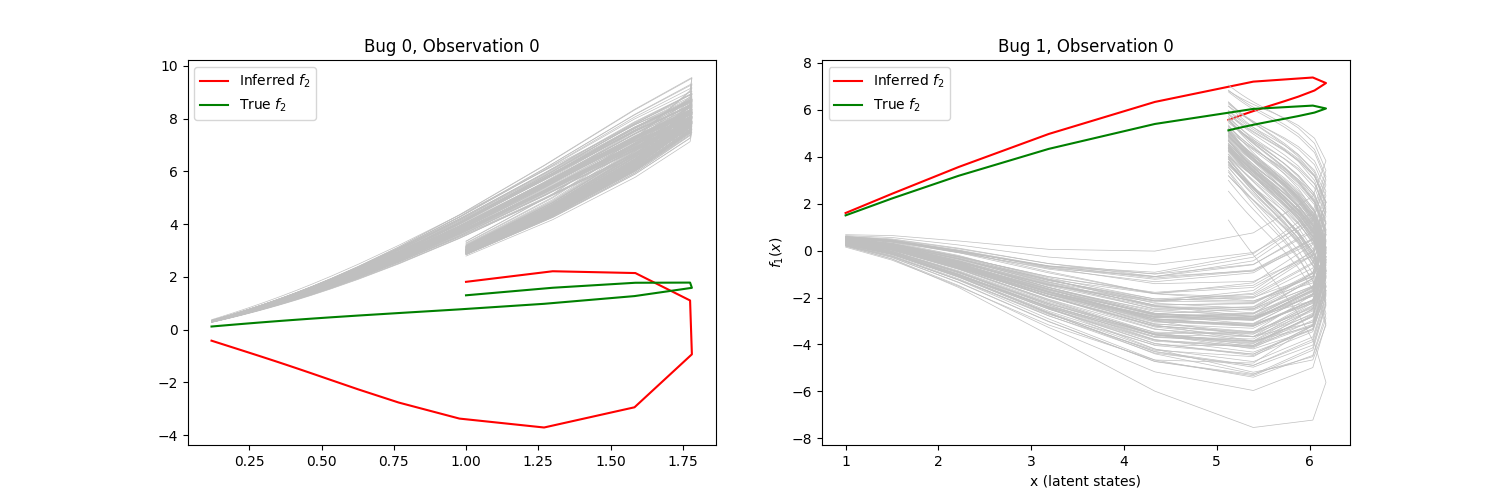 Bug 0, Observation 0
Inferred f₂
True f₂
10
8
6
4
2
0
−2
−4
0.25 0.50 0.75 1.00 1.25 1.50 1.75
Bug 1, Observation 0
Inferred f₂
True f₂
f₁(x)
8
6
4
2
0
−2
−4
−6
−8
1 2 3 4 5 6
x (latent states)